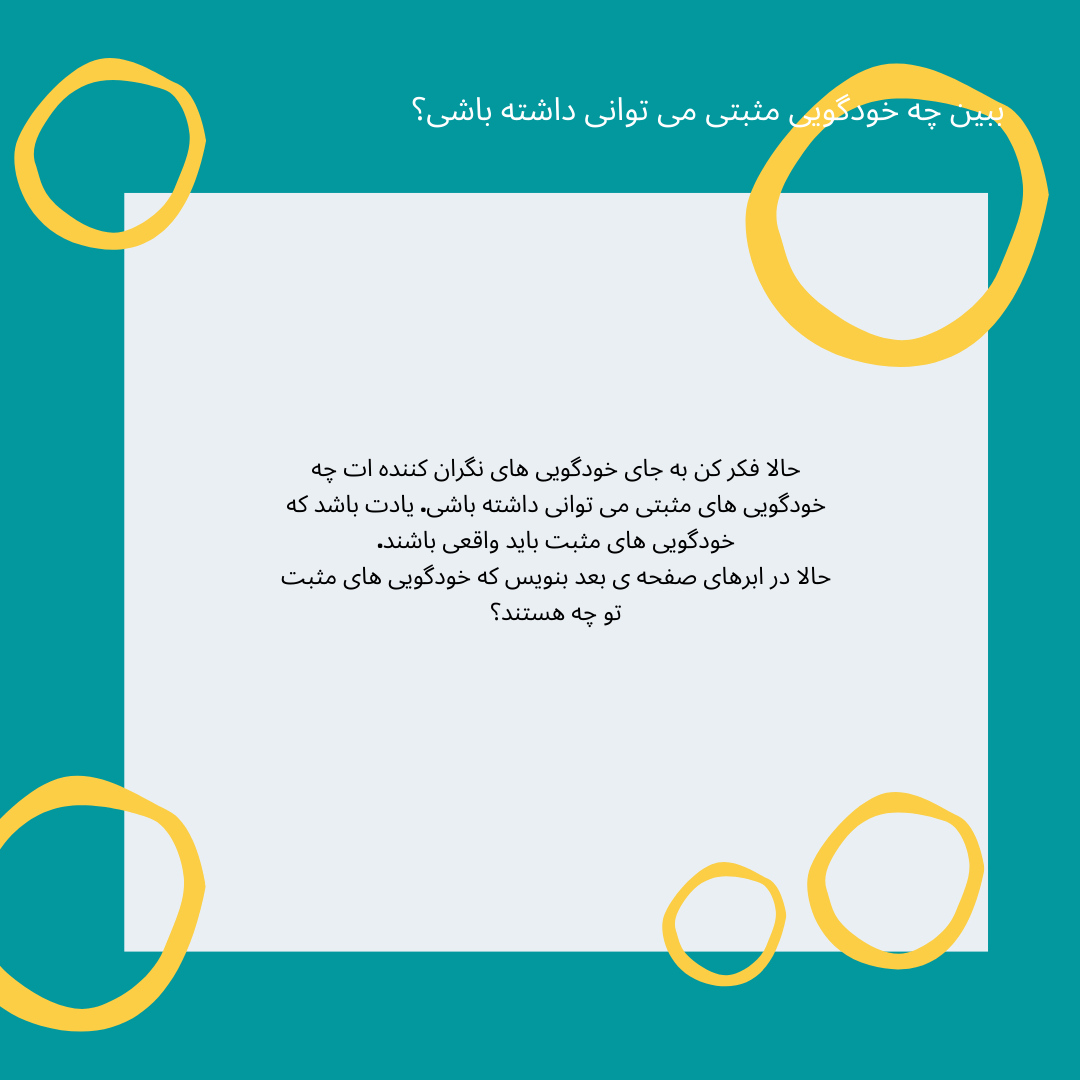 ببین چه خودگویی مثبتی می توانی داشته باشی؟
حالا فکر کن به جای خودگویی های نگران کننده ات چه
خودگویی های مثبتی می توانی داشته باشی. یادت باشد که
خودگویی های مثبت باید واقعی باشند.
حالا در ابرهای صفحه ی بعد بنویس که خودگویی های مثبت
تو چه هستند؟